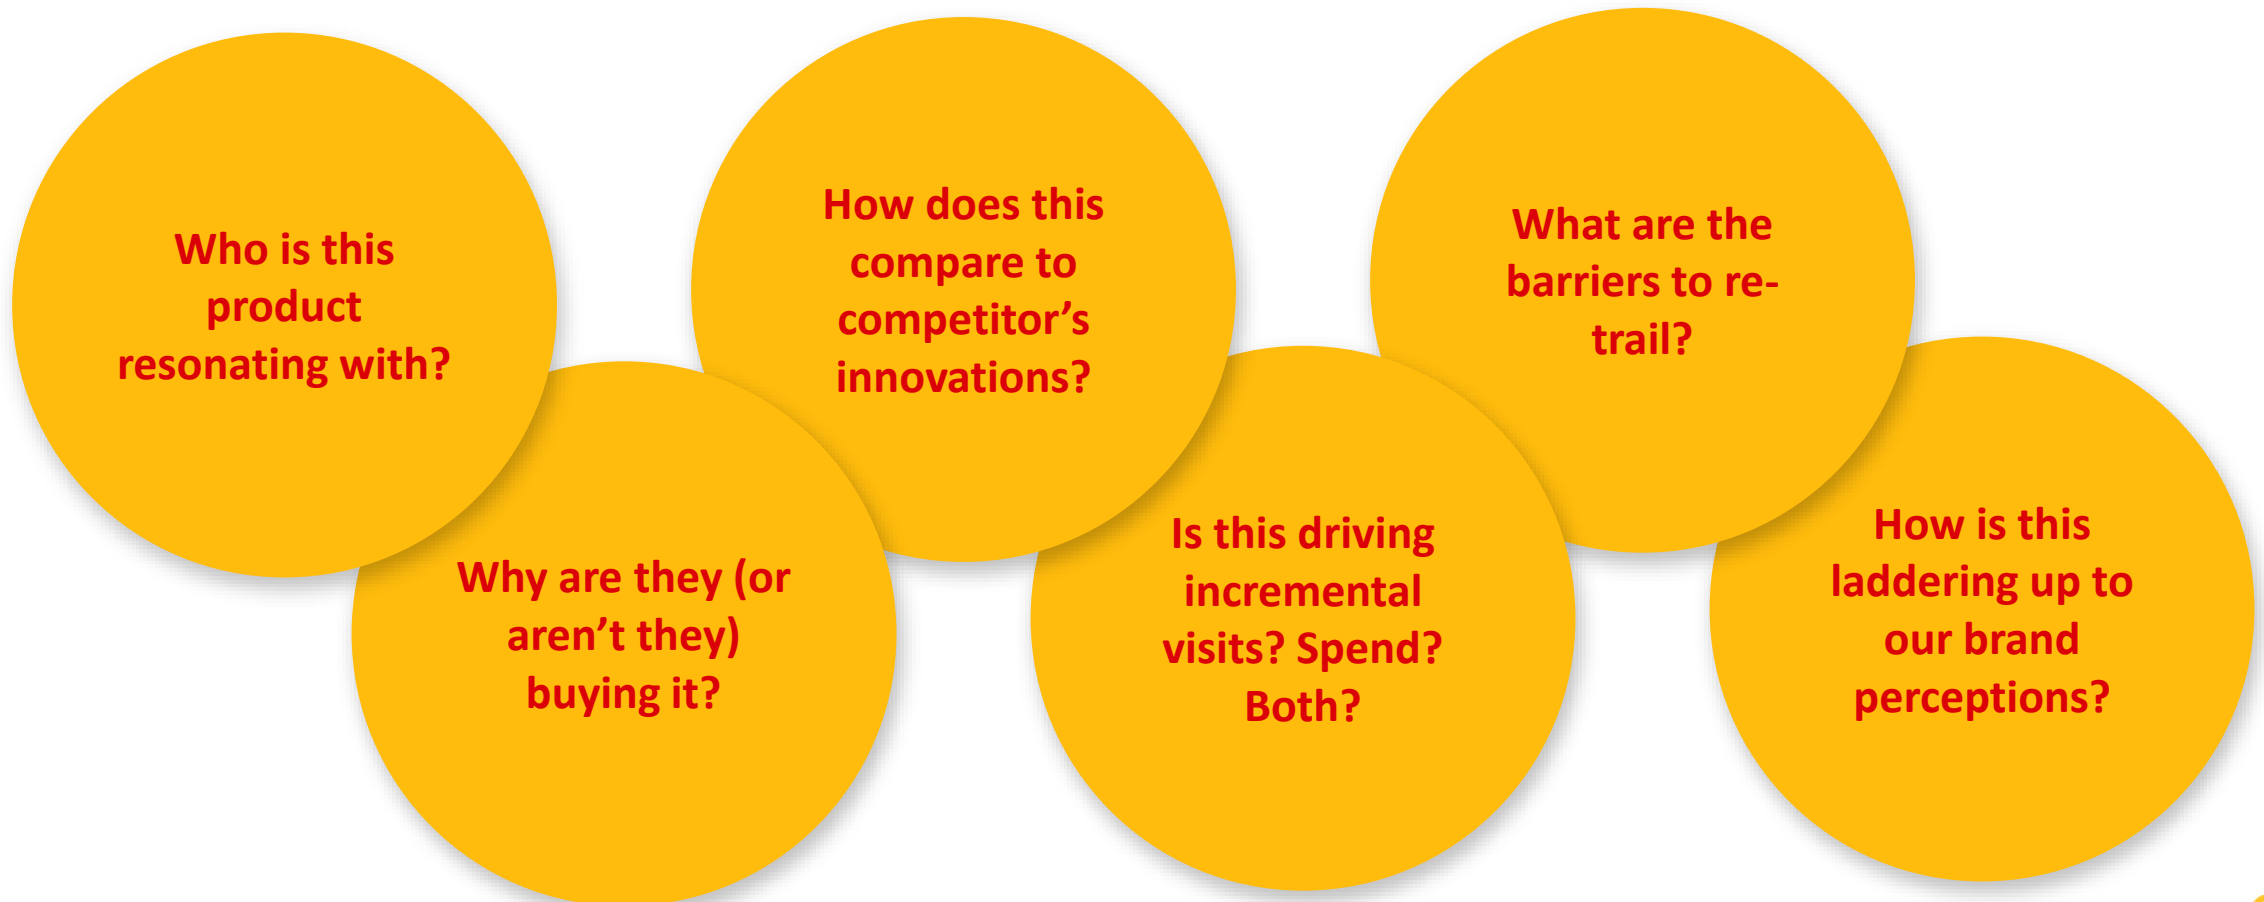 Who is this
product
resonating with?
Why are they (or
aren’t they)
buying it?
How does this
compare to
competitor’s
innovations?
Is this driving
incremental
visits? Spend?
Both?
What are the
barriers to re-
trail?
How is this
laddering up to
our brand
perceptions?